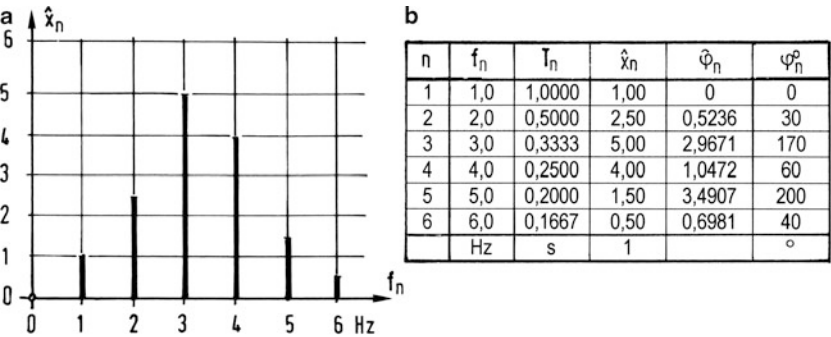 a x̂n
6
5
4
3
2
1
0
0 1 2 3 4 5 6 Hz
fn
b
n fn Tn x̂n φ̂n φn°
1 1,0 1,0000 1,00 0 0
2 2,0 0,5000 2,50 0,5236 30
3 3,0 0,3333 5,00 2,9671 170
4 4,0 0,2500 4,00 1,0472 60
5 5,0 0,2000 1,50 3,4907 200
6 6,0 0,1667 0,50 0,6981 40
Hz s 1 °